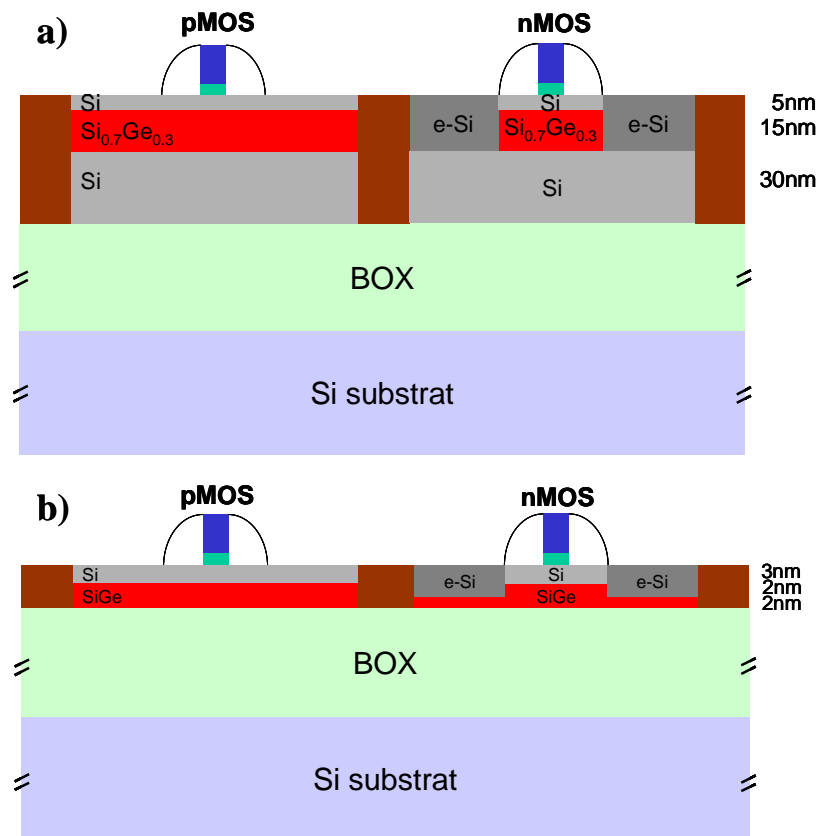 a)
pMOS
nMOS
Si
Si
5nm
e-Si
e-Si
Si0.7Ge0.3
Si0.7Ge0.3
15nm
Si
Si
30nm
BOX
Si substrat
b)
pMOS
nMOS
Si
e-Si
Si
e-Si
3nm
2nm
SiGe
SiGe
2nm
BOX
Si substrat